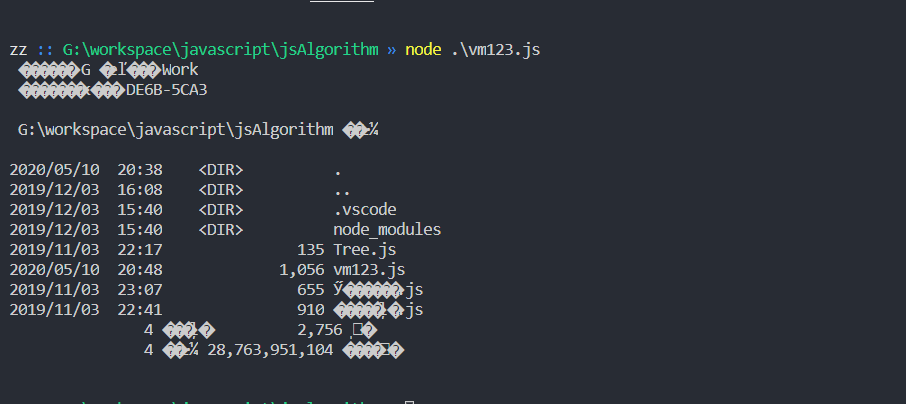 zz :: G:\workspace\javascript\jsAlgorithm » node .\vm123.js
G Work
DE6B-5CA3
G:\workspace\javascript\jsAlgorithm
2020/05/10 20:38 <DIR> .
2019/12/03 16:08 <DIR> ..
2019/12/03 15:40 <DIR> .vscode
2019/12/03 15:40 <DIR> node_modules
2019/11/03 22:17 135 Tree.js
2020/05/10 20:48 1,056 vm123.js
2019/11/03 23:07 655 .js
2019/11/03 22:41 910 .js
4 2,756
4 28,763,951,104